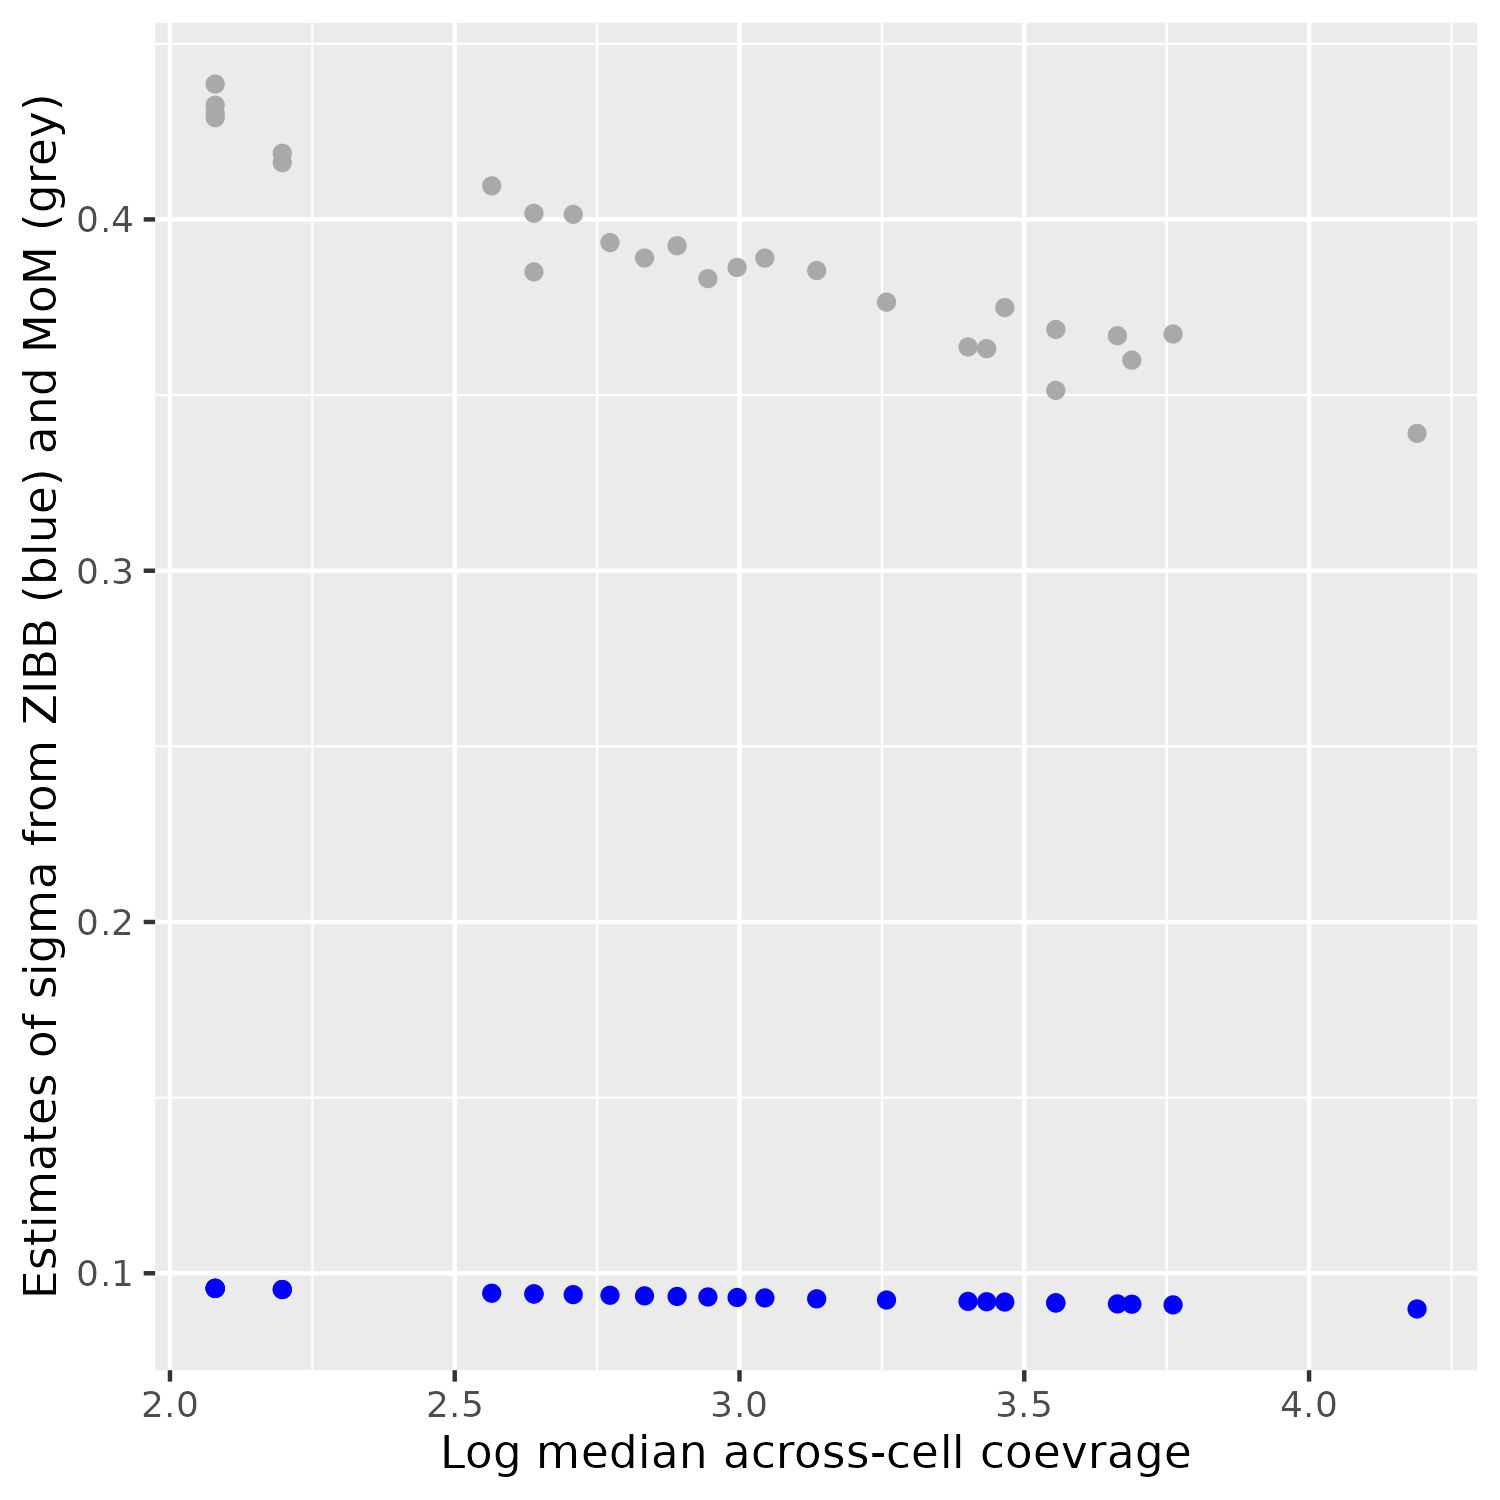 Estimates of sigma from ZIBB (blue) and MoM (grey)
0.4
0.3
0.2
0.1
2.0 2.5 3.0 3.5 4.0
Log median across-cell coevrage